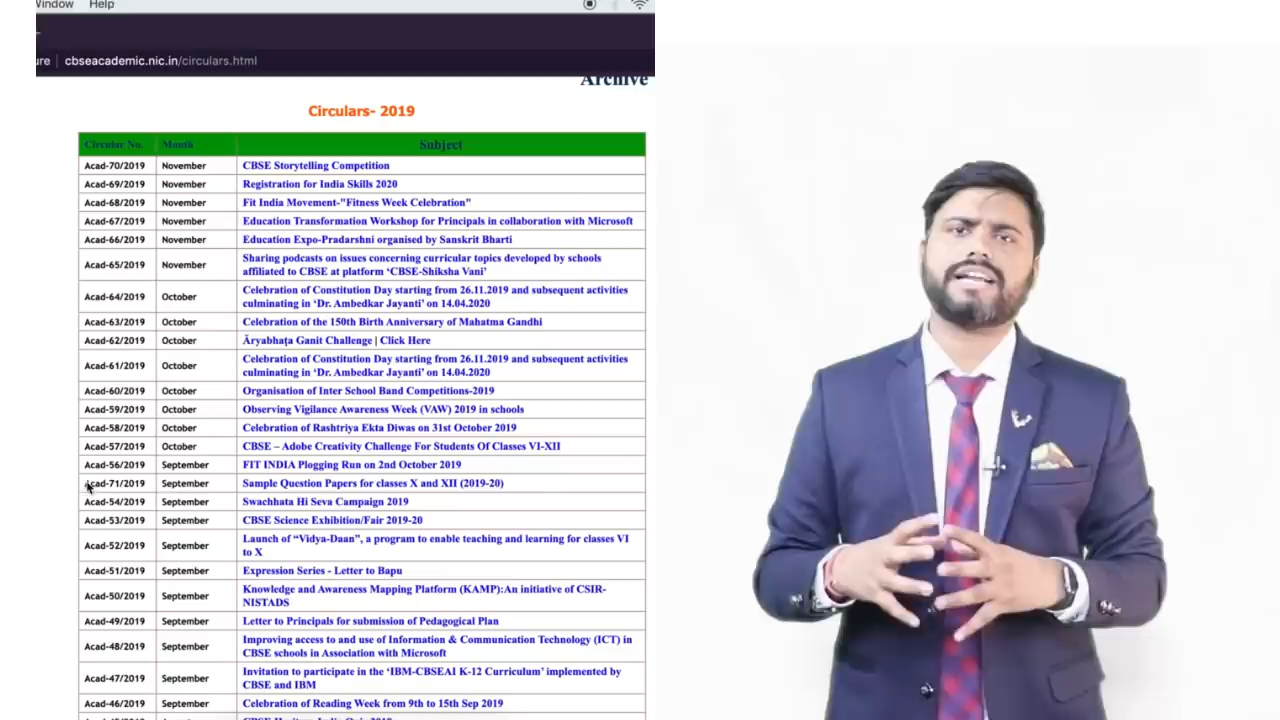 Window Help
ure | cbseacademic.nic.in/circulars.html
Archive
Circulars- 2019
Circular No. Month Subject
Acad-70/2019 November CBSE Storytelling Competition
Acad-69/2019 November Registration for India Skills 2020
Acad-68/2019 November Fit India Movement-"Fitness Week Celebration"
Acad-67/2019 November Education Transformation Workshop for Principals in collaboration with Microsoft
Acad-66/2019 November Education Expo-Pradarshni organised by Sanskrit Bharti
Acad-65/2019 November Sharing podcasts on issues concerning curricular topics developed by schools
affiliated to CBSE at platform ‘CBSE-Shiksha Vani’
Acad-64/2019 October Celebration of Constitution Day starting from 26.11.2019 and subsequent activities
culminating in ‘Dr. Ambedkar Jayanti’ on 14.04.2020
Acad-63/2019 October Celebration of the 150th Birth Anniversary of Mahatma Gandhi
Acad-62/2019 October Āryabhaṭa Ganit Challenge | Click Here
Acad-61/2019 October Celebration of Constitution Day starting from 26.11.2019 and subsequent activities
culminating in ‘Dr. Ambedkar Jayanti’ on 14.04.2020
Acad-60/2019 October Organisation of Inter School Band Competitions-2019
Acad-59/2019 October Observing Vigilance Awareness Week (VAW) 2019 in schools
Acad-58/2019 October Celebration of Rashtriya Ekta Diwas on 31st October 2019
Acad-57/2019 October CBSE – Adobe Creativity Challenge For Students Of Classes VI-XII
Acad-56/2019 September FIT INDIA Plogging Run on 2nd October 2019
Acad-71/2019 September Sample Question Papers for classes X and XII (2019-20)
Acad-54/2019 September Swachhata Hi Seva Campaign 2019
Acad-53/2019 September CBSE Science Exhibition/Fair 2019-20
Acad-52/2019 September Launch of “Vidya-Daan”, a program to enable teaching and learning for classes VI
to X
Acad-51/2019 September Expression Series - Letter to Bapu
Acad-50/2019 September Knowledge and Awareness Mapping Platform (KAMP):An initiative of CSIR-
NISTADS
Acad-49/2019 September Letter to Principals for submission of Pedagogical Plan
Acad-48/2019 September Improving access to and use of Information & Communication Technology (ICT) in
CBSE schools in Association with Microsoft
Acad-47/2019 September Invitation to participate in the ‘IBM-CBSEAI K-12 Curriculum’ implemented by
CBSE and IBM
Acad-46/2019 September Celebration of Reading Week from 9th to 15th Sep 2019